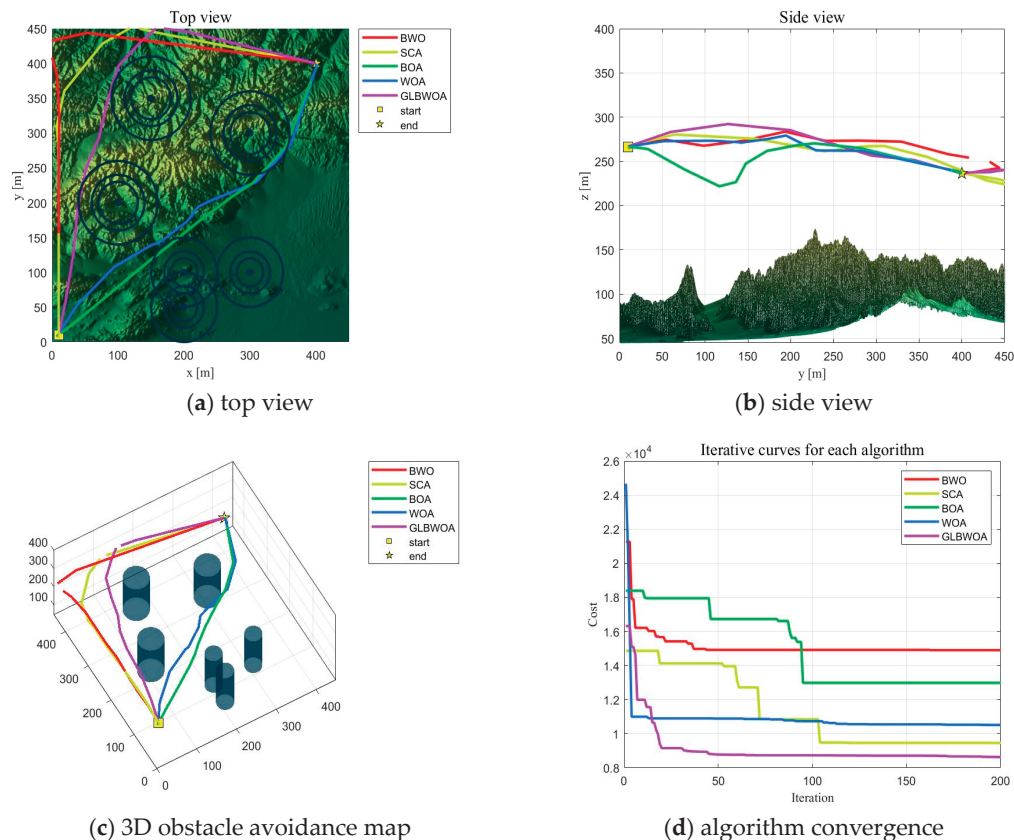 Top view
450
400
350
300
250
200
150
100
50
0
y [m]
0 100 200 300 400
x [m]
BWO
SCA
BOA
WOA
GLBWOA
start
end
(a) top view
Side view
400
350
300
250
200
150
100
50
z [m]
0 50 100 150 200 250 300 350 400 450
y [m]
(b) side view
400
300
200
100
400
300
200
100
0
0
100
200
300
400
BWO
SCA
BOA
WOA
GLBWOA
start
end
(c) 3D obstacle avoidance map
Iterative curves for each algorithm
×10⁴
2.6
2.4
2.2
2
1.8
1.6
1.4
1.2
1
0.8
Cost
0 50 100 150 200
Iteration
BWO
SCA
BOA
WOA
GLBWOA
(d) algorithm convergence